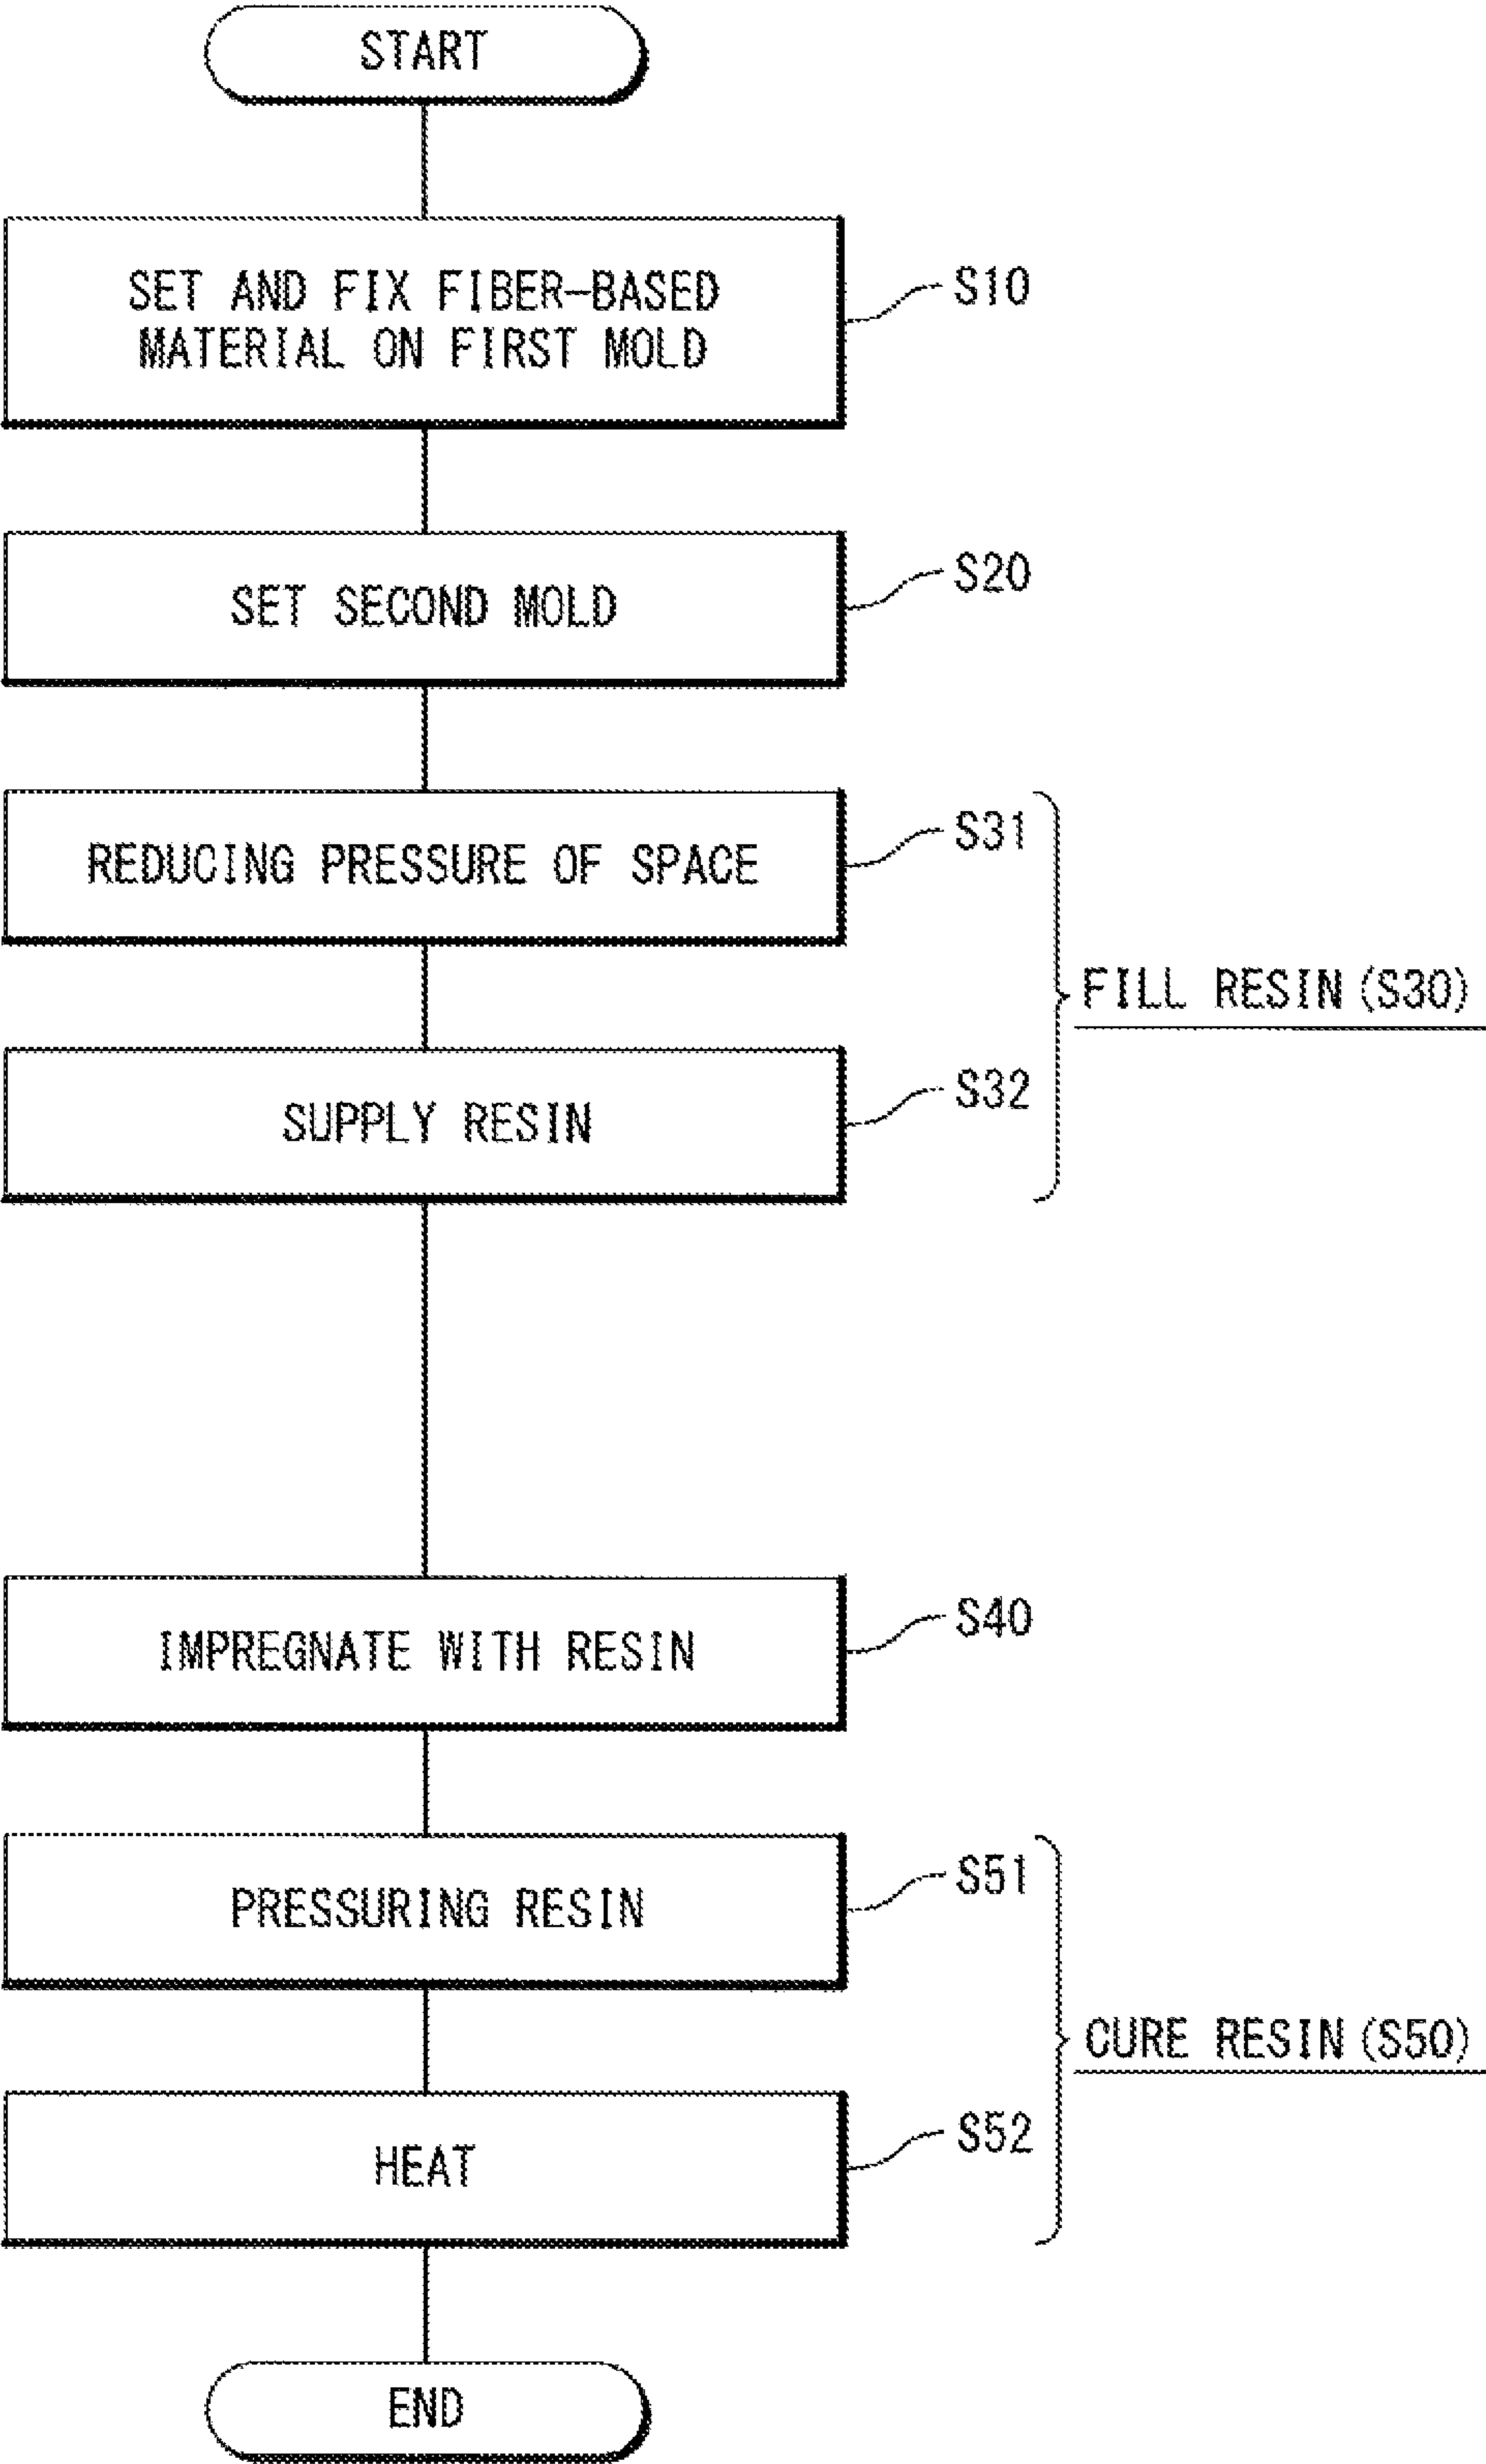 START
SET AND FIX FIBER-BASED
MATERIAL ON FIRST MOLD
S10
SET SECOND MOLD
S20
REDUCING PRESSURE OF SPACE
S31
FILL RESIN (S30)
SUPPLY RESIN
S32
IMPREGNATE WITH RESIN
S40
PRESSURING RESIN
S51
CURE RESIN (S50)
HEAT
S52
END